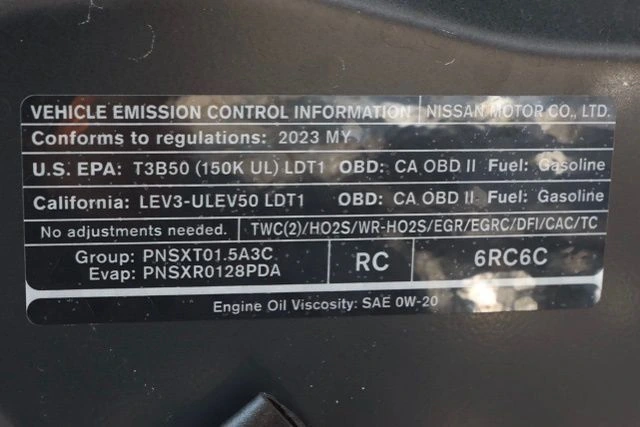 VEHICLE EMISSION CONTROL INFORMATION NISSAN MOTOR CO., LTD.
Conforms to regulations: 2023 MY
U.S. EPA: T3B50 (150K UL) LDT1 OBD: CA OBD II Fuel: Gasoline
California: LEV3-ULEV50 LDT1 OBD: CA OBD II Fuel: Gasoline
No adjustments needed. TWC(2)/HO2S/WR-HO2S/EGR/EGRC/DFI/CAC/TC
Group: PNSXT01.5A3C RC 6RC6C
Evap: PNSXR0128PDA
Engine Oil Viscosity: SAE 0W-20